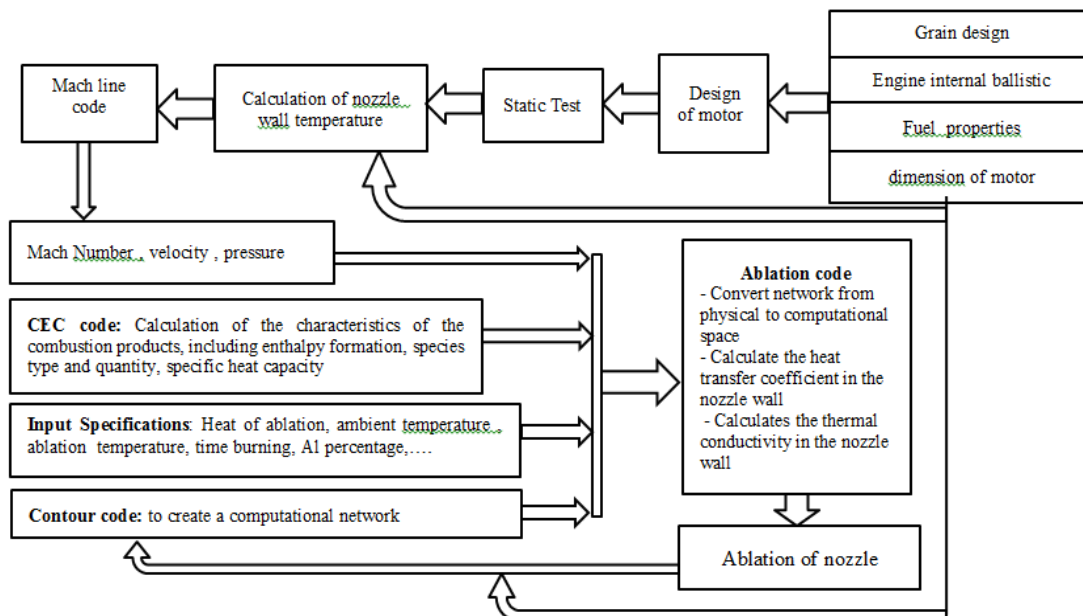 Grain design
Engine internal ballistic
Fuel properties
dimension of motor
Design
of motor
Static Test
Calculation of nozzle
wall temperature
Mach line
code
Mach Number , velocity , pressure
CEC code: Calculation of the characteristics of the
combustion products, including enthalpy formation, species
type and quantity, specific heat capacity
Input Specifications: Heat of ablation, ambient temperature ,
ablation temperature, time burning, Al percentage,….
Contour code: to create a computational network
Ablation code
- Convert network from
physical to computational
space
- Calculate the heat
transfer coefficient in the
nozzle wall
- Calculates the thermal
conductivity in the nozzle
wall
Ablation of nozzle